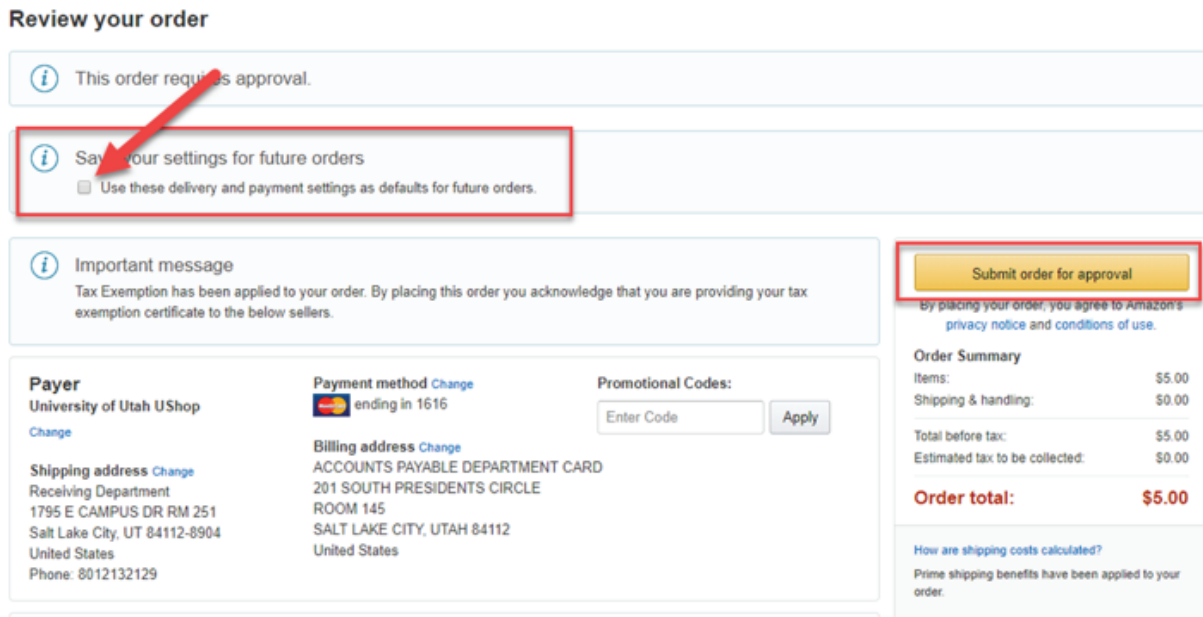 Review your order
This order requires approval.
Save your settings for future orders
Use these delivery and payment settings as defaults for future orders.
Important message
Tax Exemption has been applied to your order. By placing this order you acknowledge that you are providing your tax
exemption certificate to the below sellers.
Payer
University of Utah UShop
Change
Shipping address Change
Receiving Department
1795 E CAMPUS DR RM 251
Salt Lake City, UT 84112-8904
United States
Phone: 8012132129
Payment method Change
MasterCard ending in 1616
Billing address Change
ACCOUNTS PAYABLE DEPARTMENT CARD
201 SOUTH PRESIDENTS CIRCLE
ROOM 145
SALT LAKE CITY, UTAH 84112
United States
Promotional Codes:
Enter Code Apply
Submit order for approval
By placing your order, you agree to Amazon's
privacy notice and conditions of use.
Order Summary
Items: $5.00
Shipping & handling: $0.00
Total before tax: $5.00
Estimated tax to be collected: $0.00
Order total: $5.00
How are shipping costs calculated?
Prime shipping benefits have been applied to your
order.